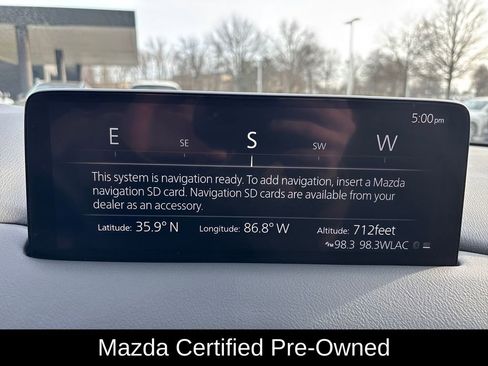 5:00pm
E SE S SW W
This system is navigation ready. To add navigation, insert a Mazda
navigation SD card. Navigation SD cards are available from your
dealer as an accessory.
Latitude: 35.9° N Longitude: 86.8° W Altitude: 712feet
98.3 98.3WLAC
Mazda Certified Pre-Owned